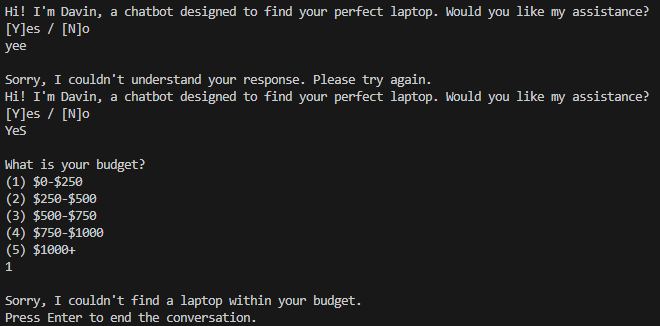 Hi! I'm Davin, a chatbot designed to find your perfect laptop. Would you like my assistance?
[Y]es / [N]o
yee
Sorry, I couldn't understand your response. Please try again.
Hi! I'm Davin, a chatbot designed to find your perfect laptop. Would you like my assistance?
[Y]es / [N]o
YeS
What is your budget?
(1) $0-$250
(2) $250-$500
(3) $500-$750
(4) $750-$1000
(5) $1000+
1
Sorry, I couldn't find a laptop within your budget.
Press Enter to end the conversation.